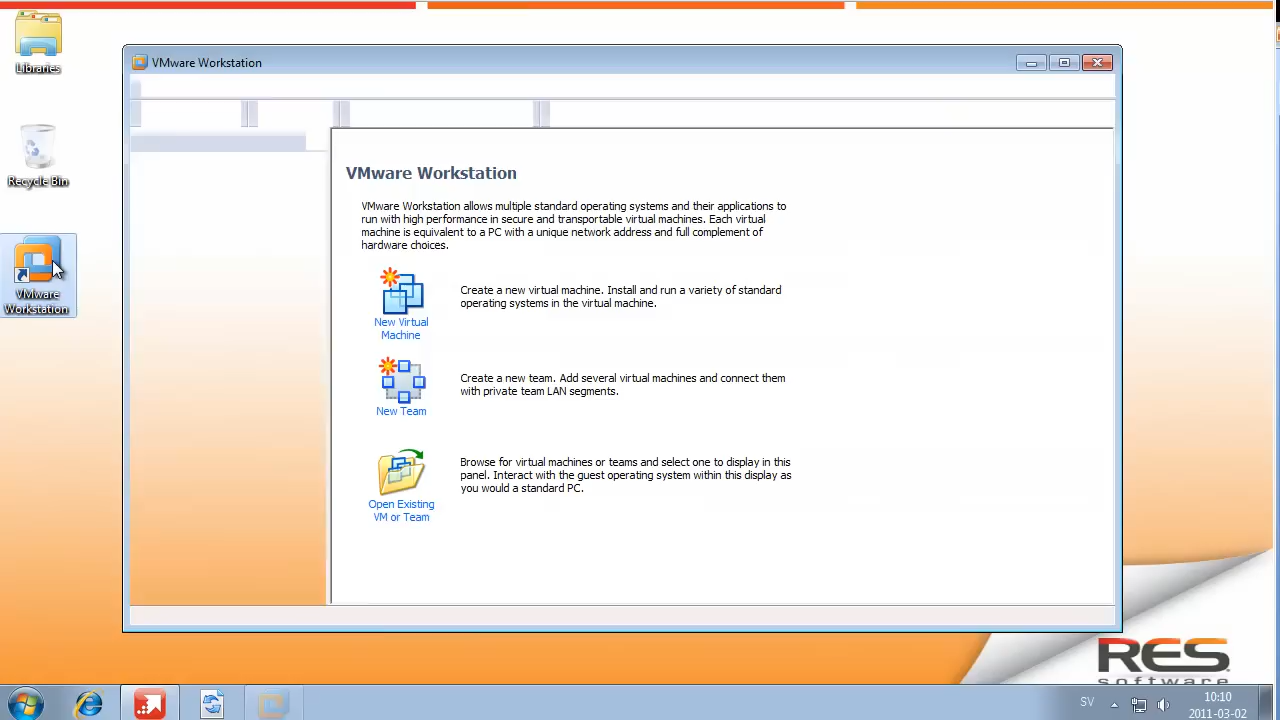 Libraries
Recycle Bin
VMware
Workstation
VMware Workstation
VMware Workstation
VMware Workstation allows multiple standard operating systems and their applications to
run with high performance in secure and transportable virtual machines. Each virtual
machine is equivalent to a PC with a unique network address and full complement of
hardware choices.
New Virtual
Machine
Create a new virtual machine. Install and run a variety of standard
operating systems in the virtual machine.
New Team
Create a new team. Add several virtual machines and connect them
with private team LAN segments.
Open Existing
VM or Team
Browse for virtual machines or teams and select one to display in this
panel. Interact with the guest operating system within this display as
you would a standard PC.
RES
software
SV
10:10
2011-03-02